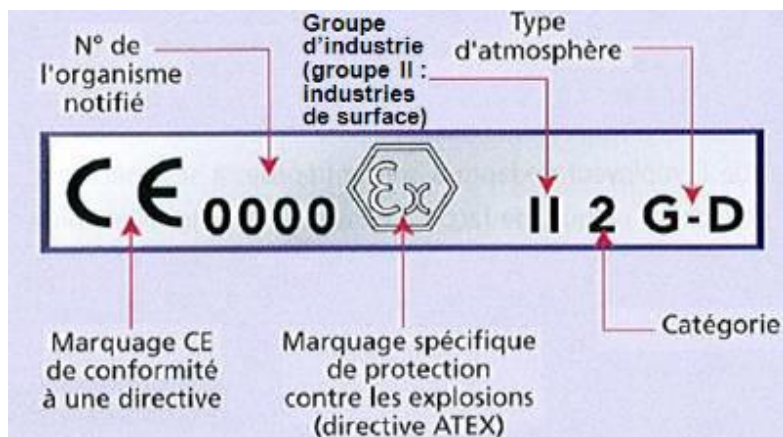 N° de
l'organisme
notifié
Groupe
d'industrie
(groupe II :
industries
de surface)
Type
d'atmosphère
CE 0000 Ex II 2 G-D
Marquage CE
de conformité
à une directive
Marquage spécifique
de protection
contre les explosions
(directive ATEX)
Catégorie